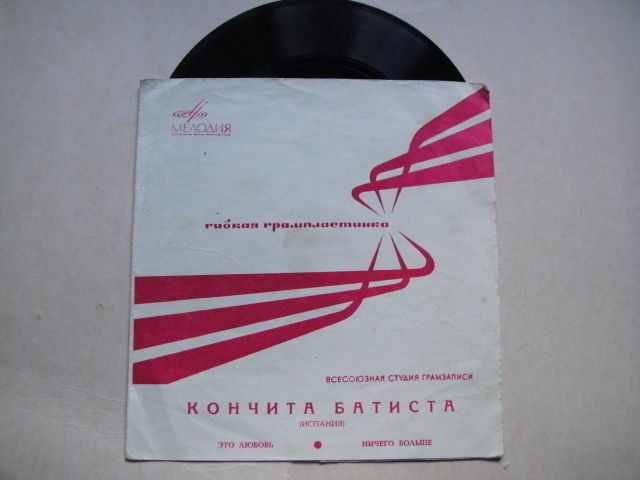 МЕЛОДИЯ
гибкая грампластинка
ВСЕСОЮЗНАЯ СТУДИЯ ГРАМЗАПИСИ
КОНЧИТА БАТИСТА
(ИСПАНИЯ)
ЭТО ЛЮБОВЬ ● НИЧЕГО БОЛЬШЕ